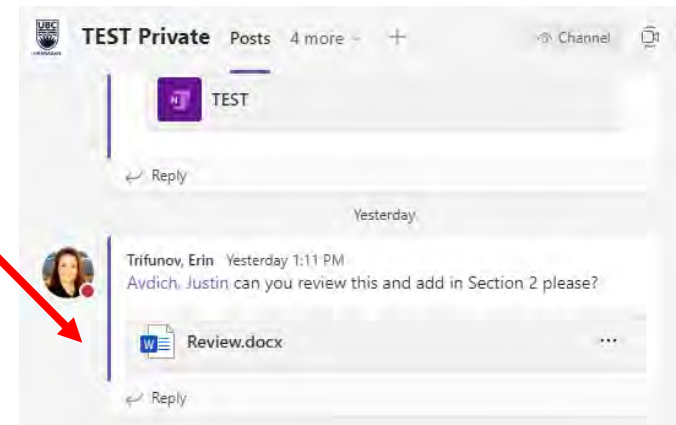 UBC
TEST Private Posts 4 more + Channel
N TEST
Reply
Yesterday
Trifunov, Erin Yesterday 1:11 PM
Avdich, Justin can you review this and add in Section 2 please?
W Review.docx ...
Reply